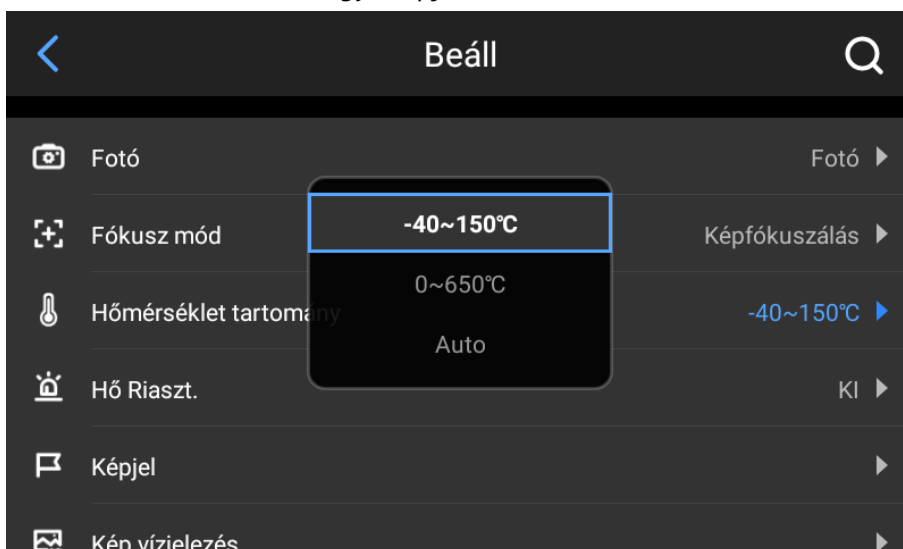 Beáll
Fotó
Fotó
Fókusz mód
Képfókuszálás
-40~150℃
0~650℃
Auto
Hőmérséklet tartomány
-40~150℃
Hő Riaszt.
KI
Képjel
Kép vízjelezés